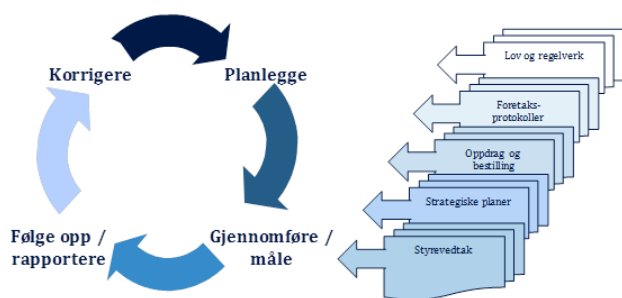 Korrigere
Planlegge
Gjennomføre /
måle
Følge opp /
rapportere
Lov og regelverk
Foretaks-
protokoller
Oppdrag og
bestilling
Strategiske planer
Styrevedtak